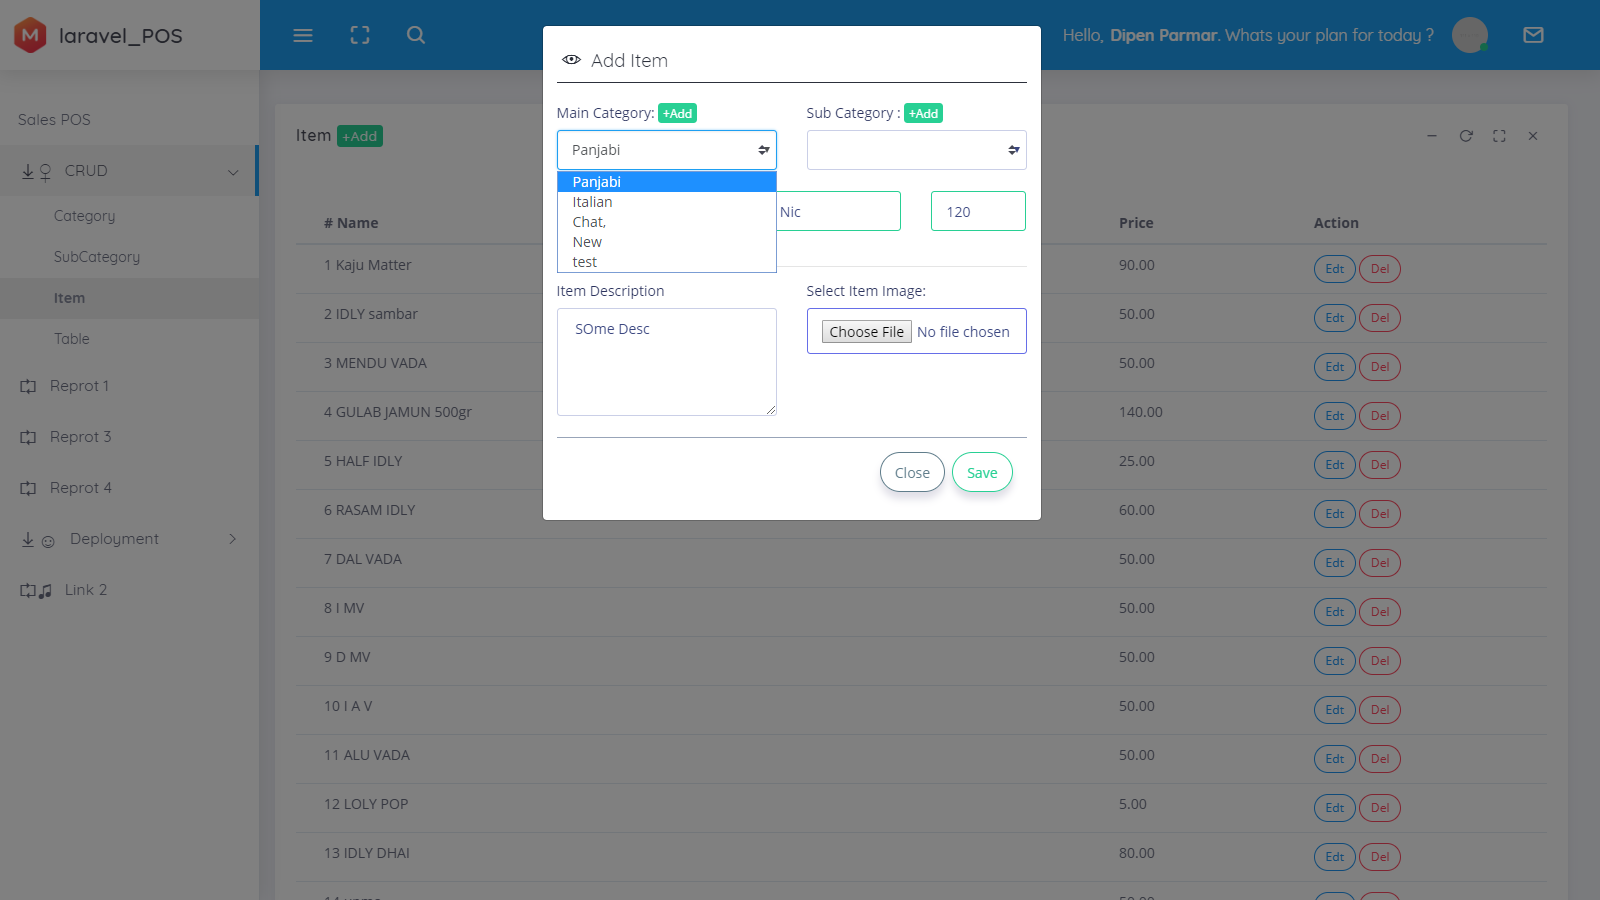 laravel_POS
Hello, Dipen Parmar. Whats your plan for today ?
Sales POS
CRUD
Category
SubCategory
Item
Table
Reprot 1
Reprot 3
Reprot 4
Deployment
Link 2
Item +Add
# Name Price Action
1 Kaju Matter 90.00 Edt Del
2 IDLY sambar 50.00 Edt Del
3 MENDU VADA 50.00 Edt Del
4 GULAB JAMUN 500gr 140.00 Edt Del
5 HALF IDLY 25.00 Edt Del
6 RASAM IDLY 60.00 Edt Del
7 DAL VADA 50.00 Edt Del
8 I MV 50.00 Edt Del
9 D MV 50.00 Edt Del
10 I A V 50.00 Edt Del
11 ALU VADA 50.00 Edt Del
12 LOLY POP 5.00 Edt Del
13 IDLY DHAI 80.00 Edt Del
Add Item
Main Category: +Add
Sub Category : +Add
Panjabi
Panjabi
Italian
Chat,
New
test
Nic
120
Item Description
Select Item Image:
SOme Desc
Choose File No file chosen
Close Save